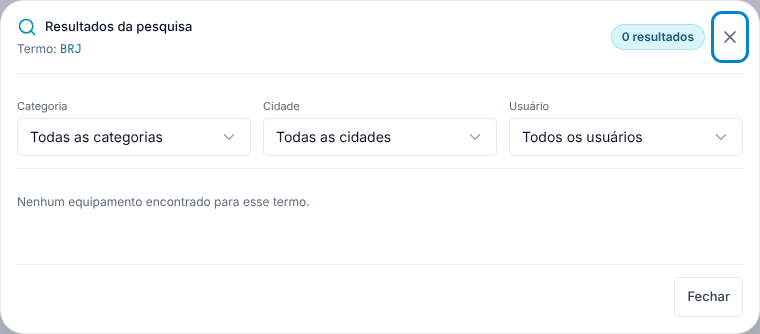 Resultados da pesquisa
Termo: BRJ
0 resultados
Categoria
Cidade
Usuário
Todas as categorias
Todas as cidades
Todos os usuários
Nenhum equipamento encontrado para esse termo.
Fechar